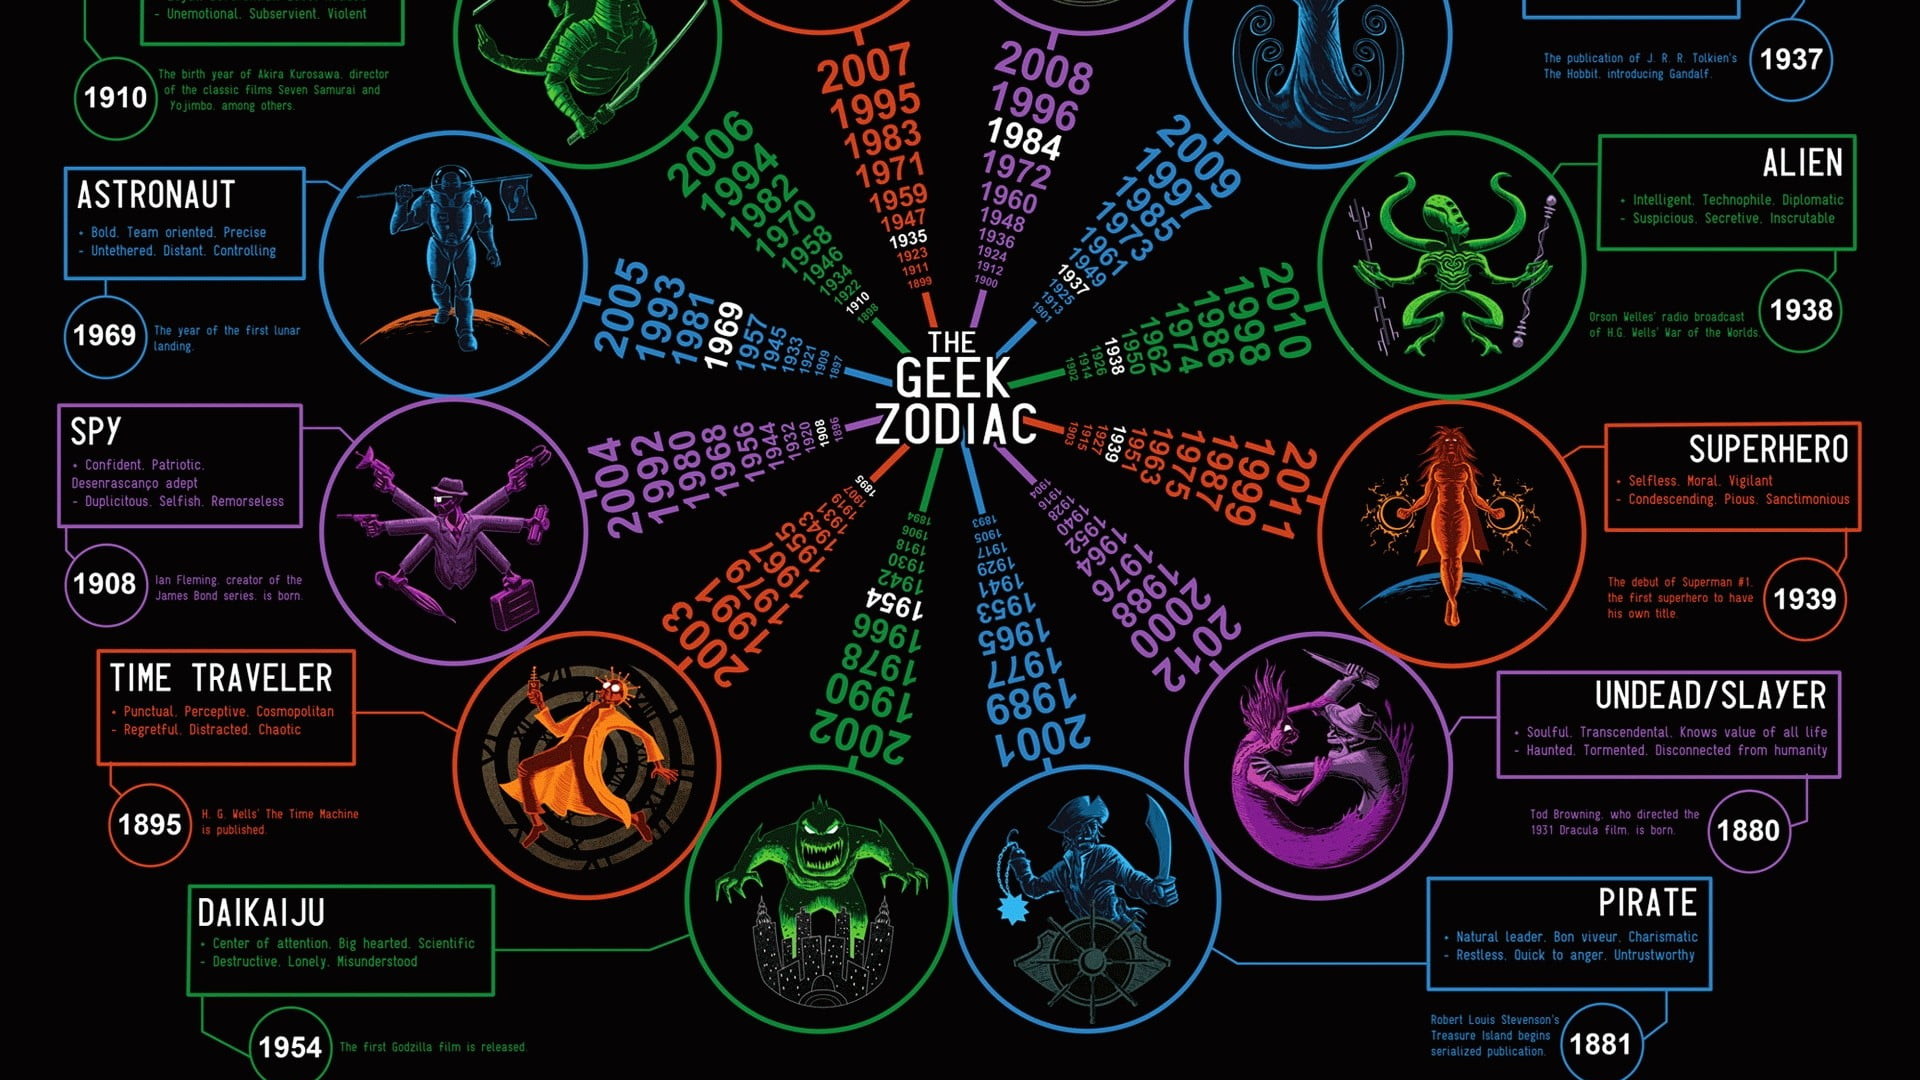 - Unemotional. Subservient. Violent
1910
The birth year of Akira Kurosawa. director
of the classic films Seven Samurai and
Yojimbo. among others.
The publication of J. R. R. Tolkien's
The Hobbit. introducing Gandalf.
1937
ASTRONAUT
+ Bold. Team oriented. Precise
- Untethered. Distant. Controlling
1969
The year of the first lunar
landing.
SPY
+ Confident. Patriotic.
Desenrascanço adept
- Duplicitous. Selfish. Remorseless
1908
Ian Fleming. creator of the
James Bond series. is born.
TIME TRAVELER
+ Punctual. Perceptive. Cosmopolitan
- Regretful. Distracted. Chaotic
1895
H. G. Wells' The Time Machine
is published.
DAIKAIJU
+ Center of attention. Big hearted. Scientific
- Destructive. Lonely. Misunderstood
1954
The first Godzilla film is released.
THE
GEEK
ZODIAC
2007
1995
1983
1971
1959
1947
1935
1923
1911
1899
2008
1996
1984
1972
1960
1948
1936
1924
1912
1900
2009
1997
1985
1973
1961
1949
1937
1925
1913
1901
2010
1998
1986
1974
1962
1950
1938
1926
1914
1902
2011
1999
1987
1975
1963
1951
1939
1927
1915
1903
2012
2000
1988
1976
1964
1952
1940
1928
1916
1904
2001
1989
1977
1965
1953
1941
1929
1917
1905
1893
2002
1990
1978
1966
1954
1942
1930
1918
1906
1894
2003
1991
1979
1967
1955
1943
1931
1919
1907
1895
2004
1992
1980
1968
1956
1944
1932
1920
1908
1896
2005
1993
1981
1969
1957
1945
1933
1921
1909
1897
2006
1994
1982
1970
1958
1946
1934
1922
1910
1898
ALIEN
+ Intelligent. Technophile. Diplomatic
- Suspicious. Secretive. Inscrutable
Orson Welles' radio broadcast
of H.G. Wells' War of the Worlds.
1938
SUPERHERO
+ Selfless. Moral. Vigilant
- Condescending. Pious. Sanctimonious
The debut of Superman #1.
the first superhero to have
his own title.
1939
UNDEAD/SLAYER
+ Soulful. Transcendental. Knows value of all life
- Haunted. Tormented. Disconnected from humanity
Tod Browning. who directed the
1931 Dracula film. is born.
1880
PIRATE
+ Natural leader. Bon viveur. Charismatic
- Restless. Quick to anger. Untrustworthy
Robert Louis Stevenson's
Treasure Island begins
serialized publication.
1881